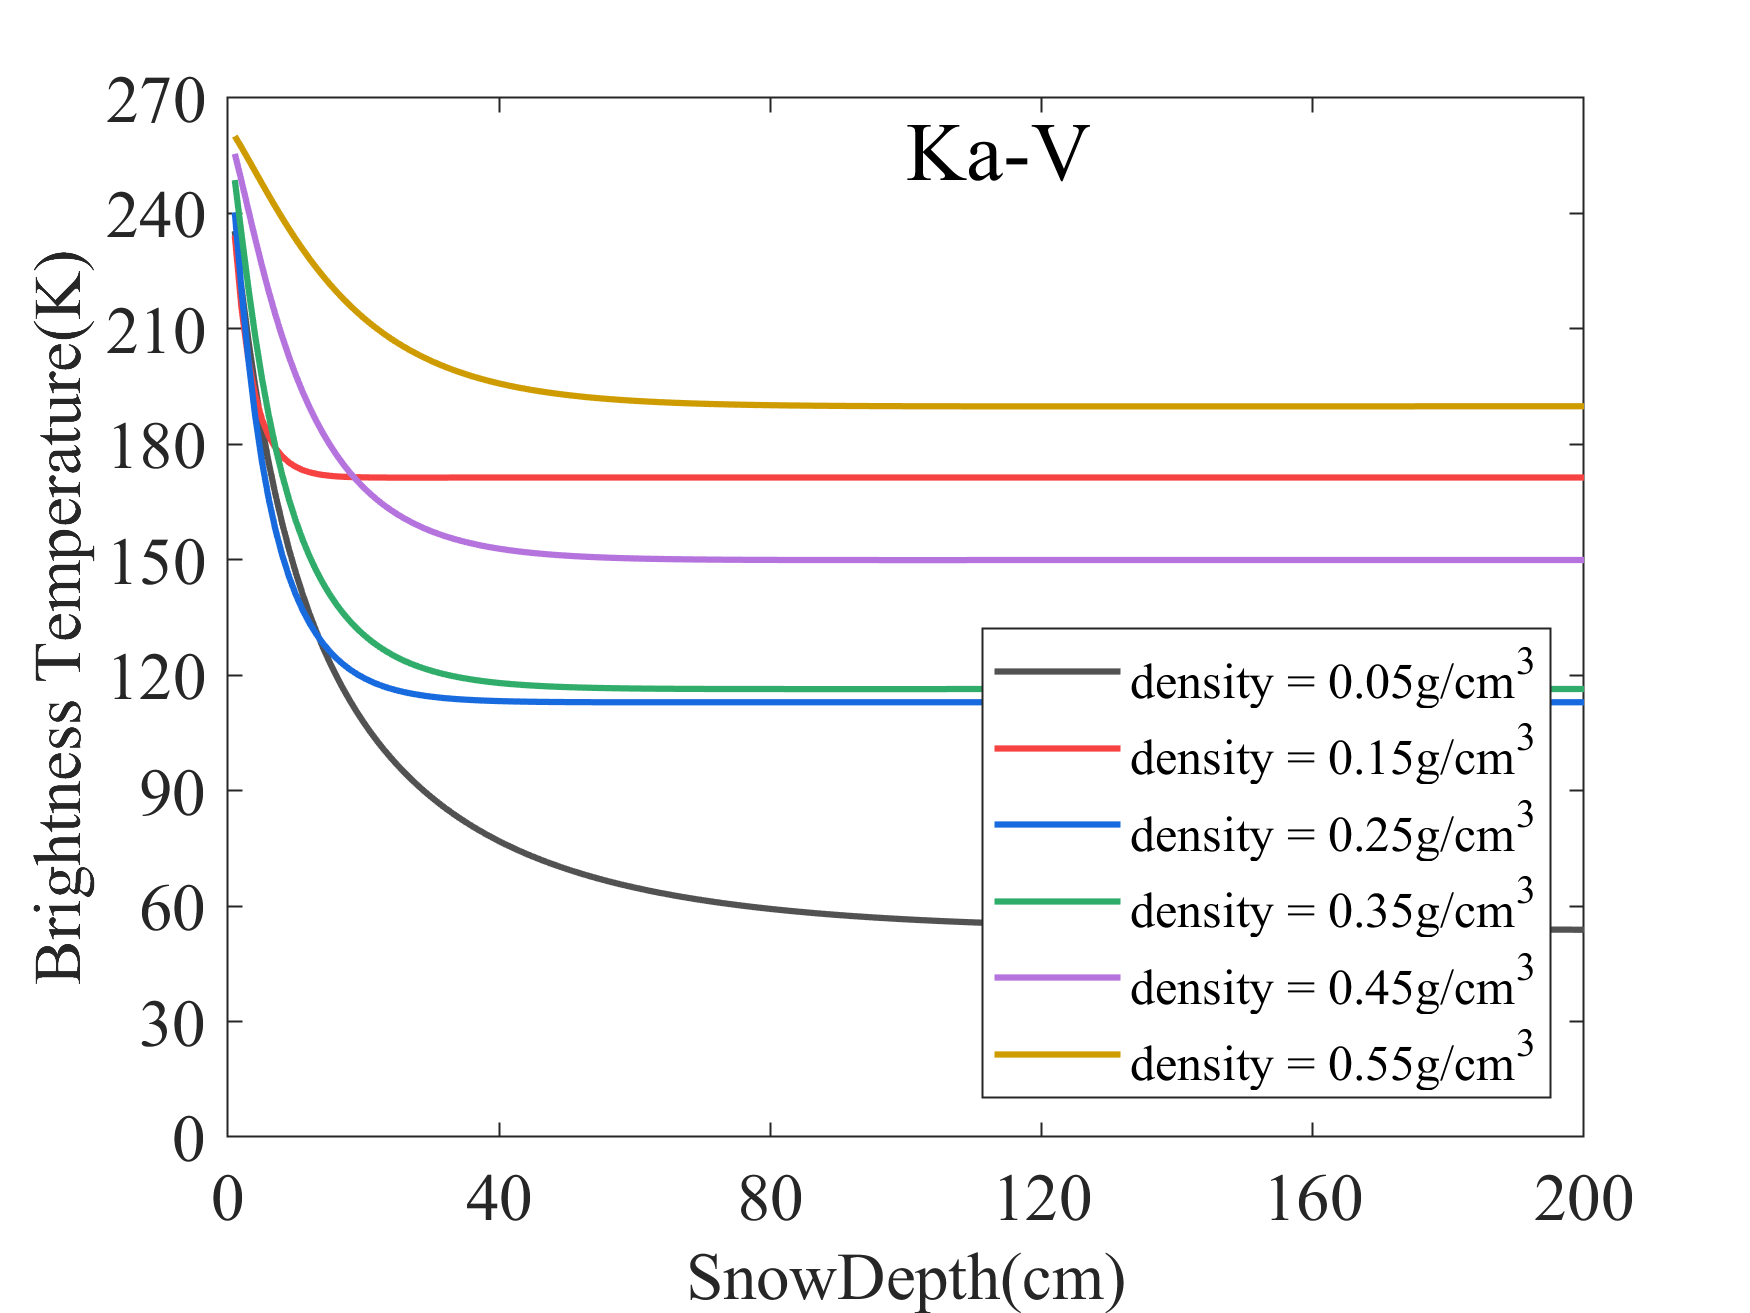 Ka-V
270
240
210
180
150
120
90
60
30
0
Brightness Temperature(K)
density = 0.05g/cm³
density = 0.15g/cm³
density = 0.25g/cm³
density = 0.35g/cm³
density = 0.45g/cm³
density = 0.55g/cm³
0 40 80 120 160 200
SnowDepth(cm)